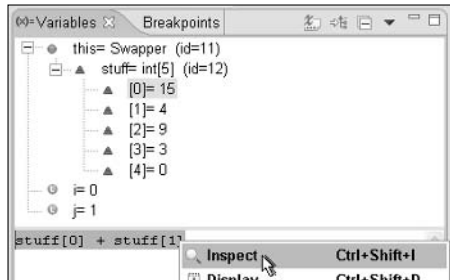 (x)= Variables Breakpoints
this= Swapper (id=11)
stuff= int[5] (id=12)
[0]= 15
[1]= 4
[2]= 9
[3]= 3
[4]= 0
i= 0
j= 1
stuff[0] + stuff[1]
Inspect Ctrl+Shift+I
Display Ctrl+Shift+D